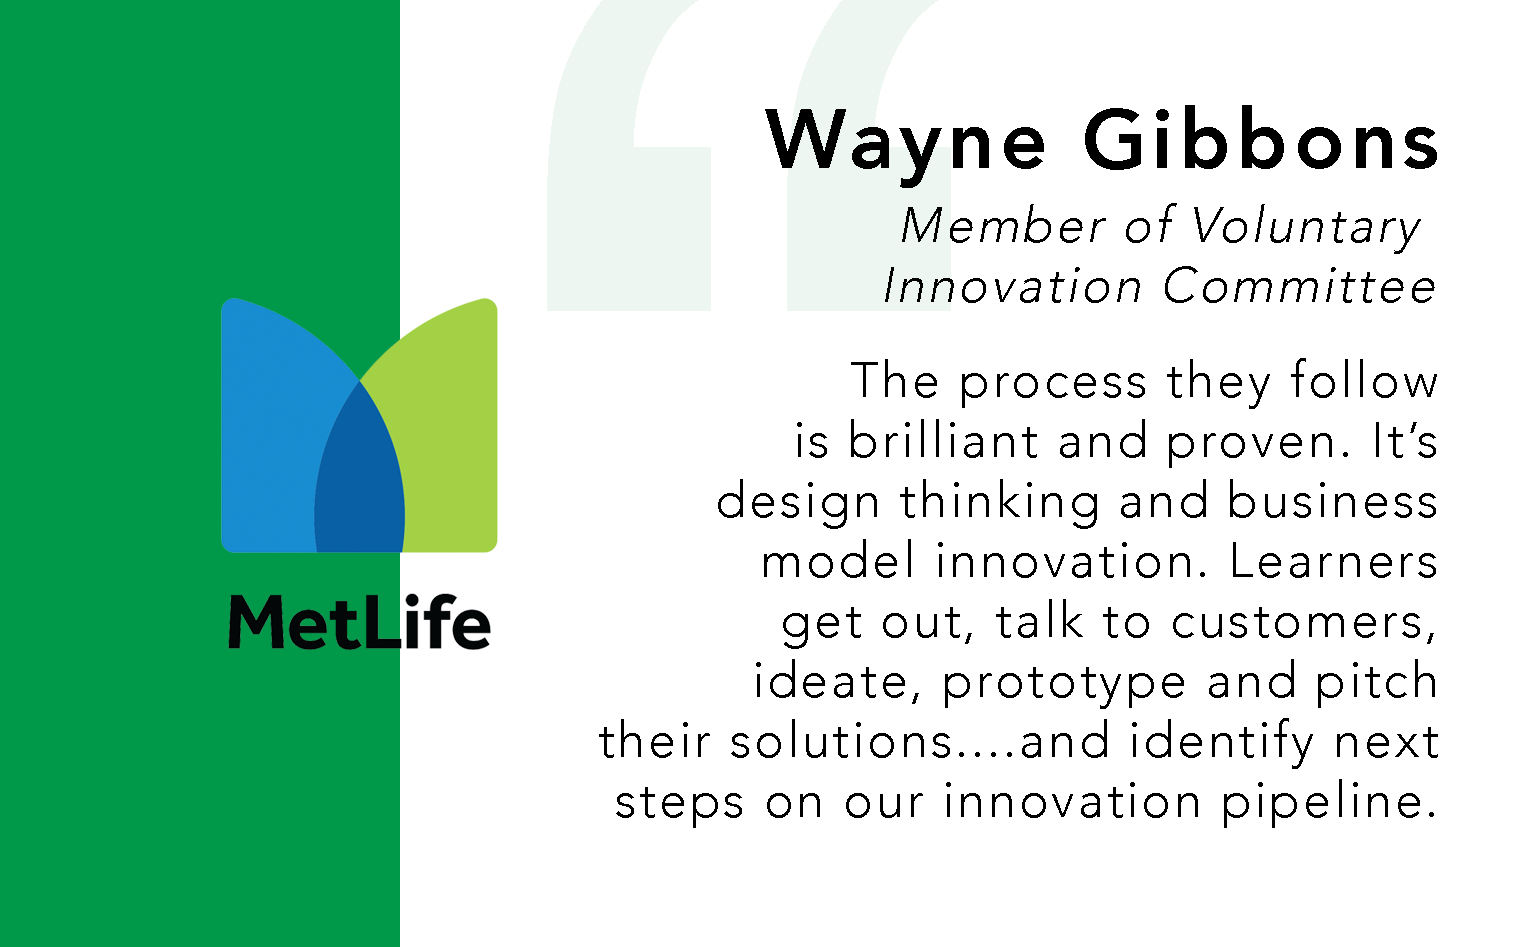 “
Wayne Gibbons
Member of Voluntary
Innovation Committee
MetLife
The process they follow
is brilliant and proven. It’s
design thinking and business
model innovation. Learners
get out, talk to customers,
ideate, prototype and pitch
their solutions....and identify next
steps on our innovation pipeline.